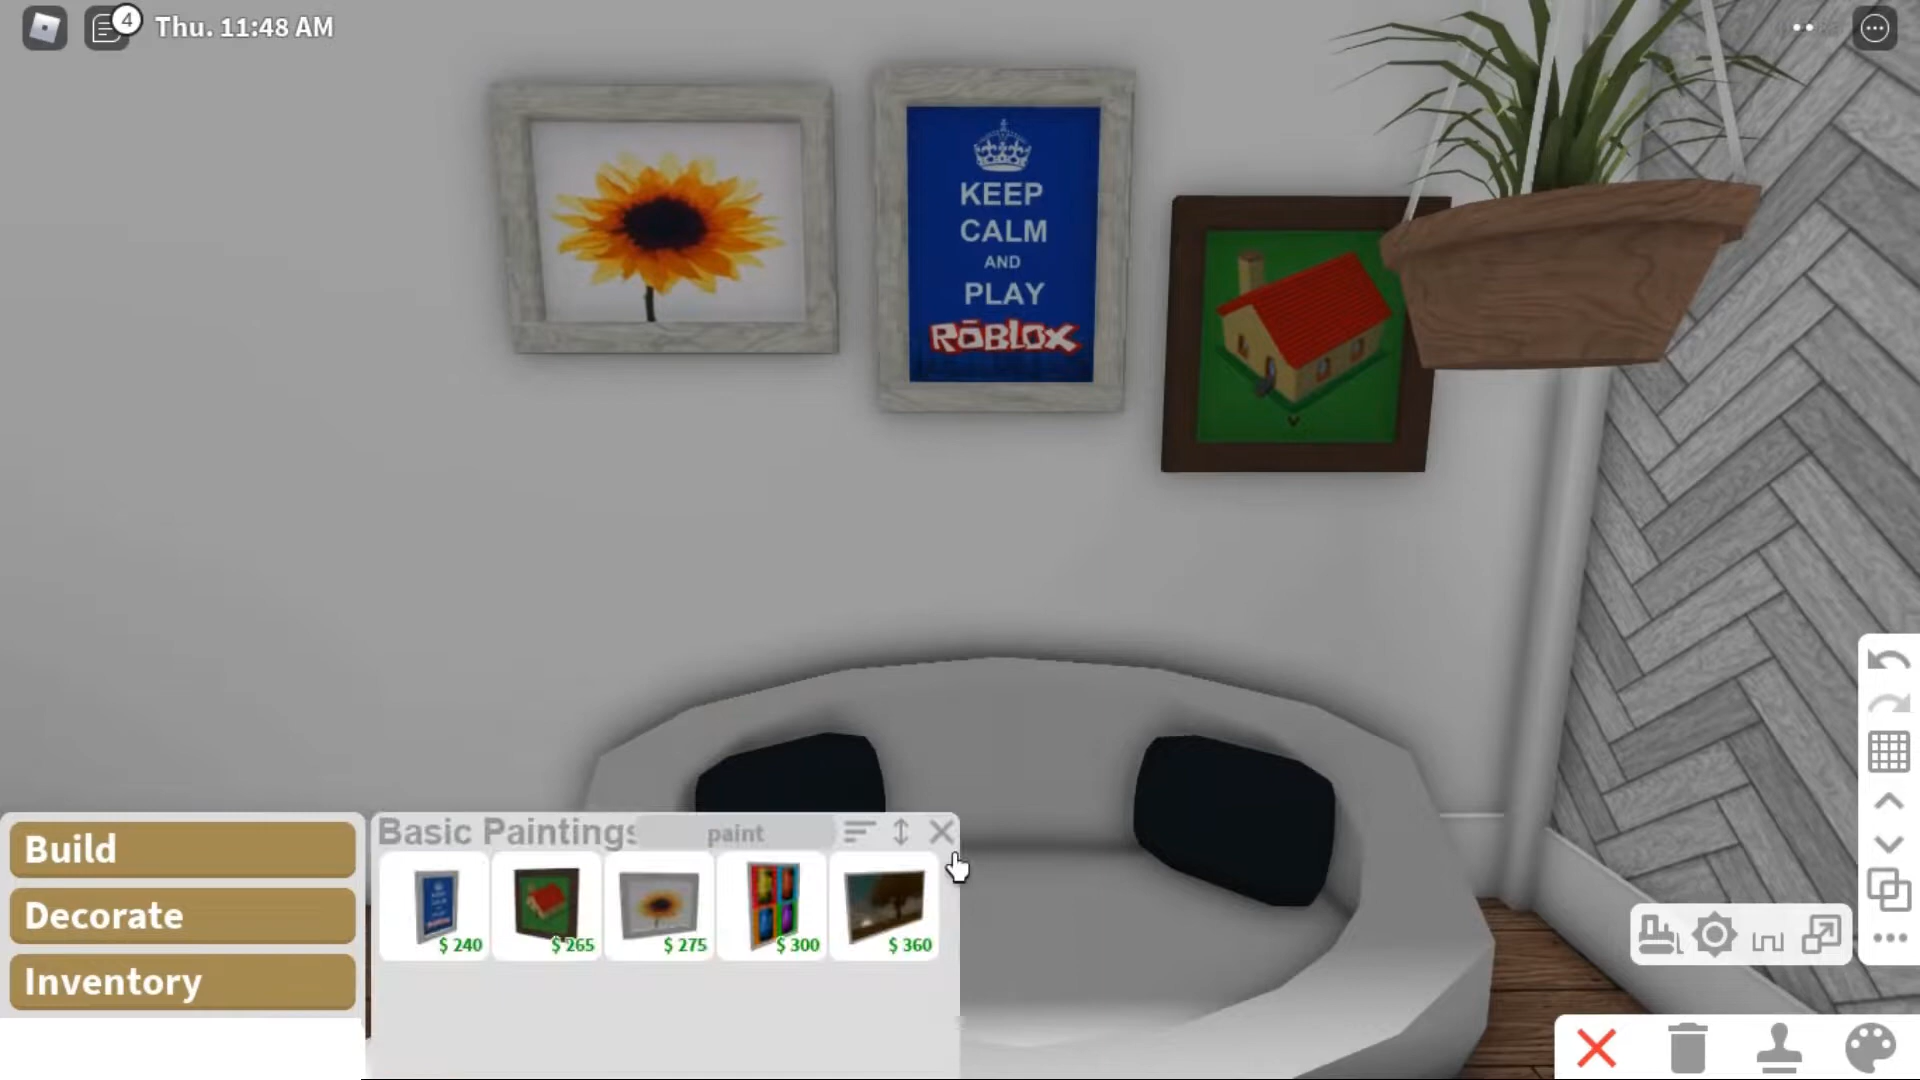 4
Thu. 11:48 AM
KEEP
CALM
AND
PLAY
ROBLOX
Build
Decorate
Inventory
Basic Paintings
paint
$ 240
$ 265
$ 275
$ 300
$ 360